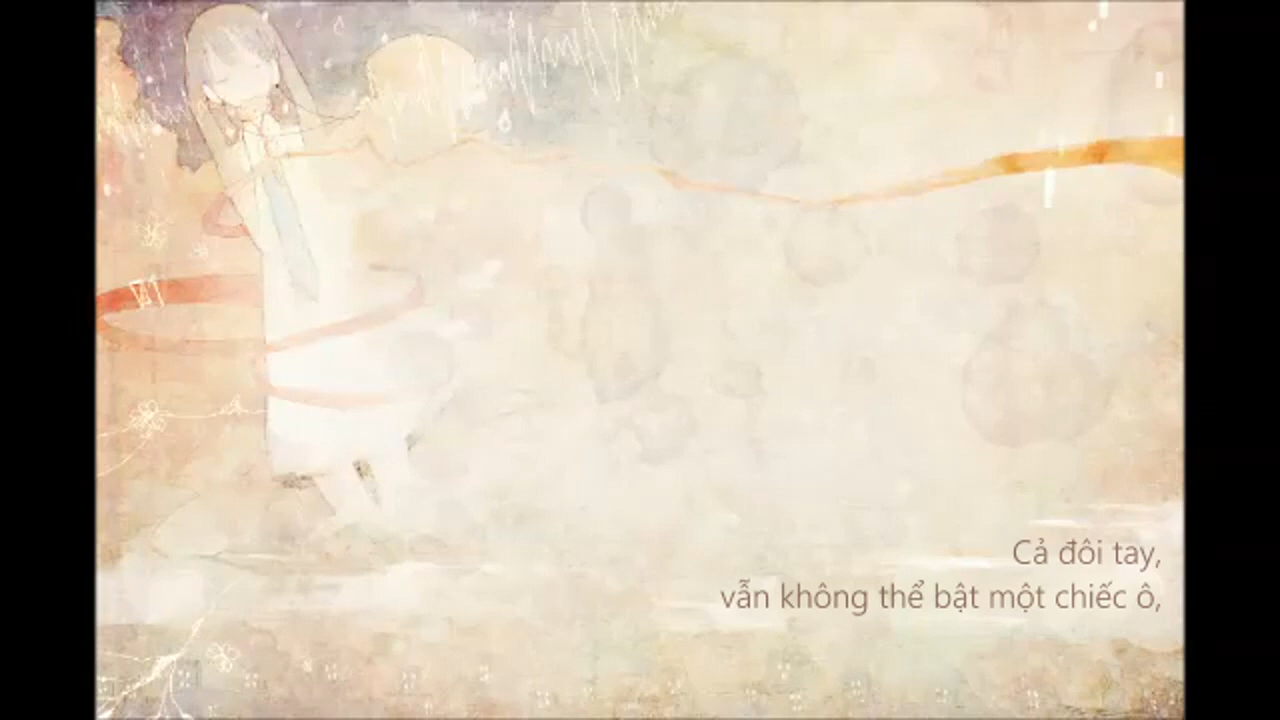 Cả đôi tay,
vẫn không thể bật một chiếc ô,